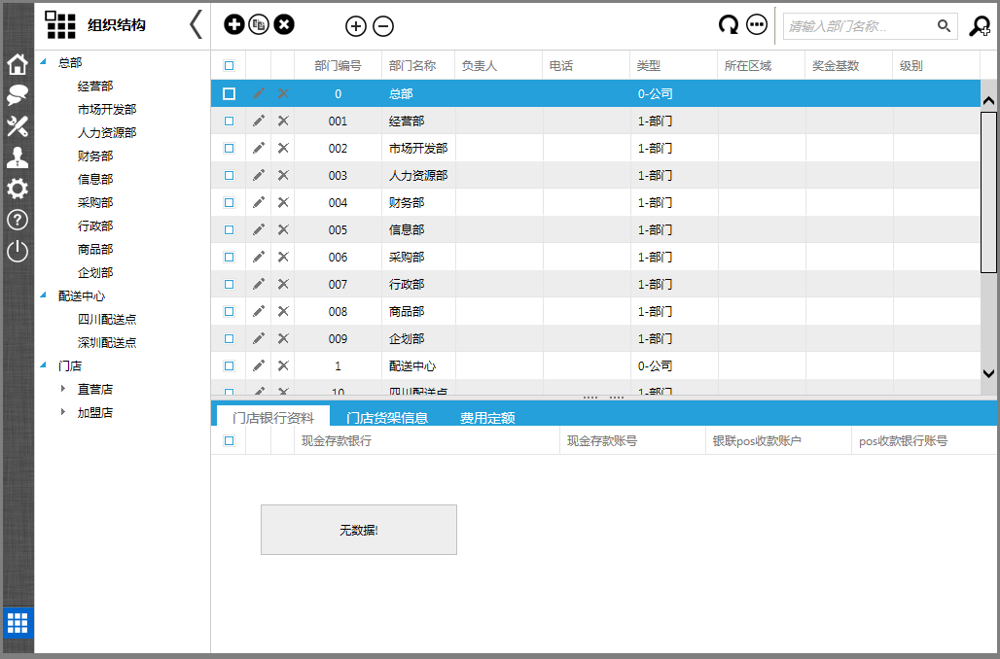 组织结构
请输入部门名称...
总部
经营部
市场开发部
人力资源部
财务部
信息部
采购部
行政部
商品部
企划部
配送中心
四川配送点
深圳配送点
门店
直营店
加盟店
部门编号 部门名称 负责人 电话 类型 所在区域 奖金基数 级别
0 总部 0-公司
001 经营部 1-部门
002 市场开发部 1-部门
003 人力资源部 1-部门
004 财务部 1-部门
005 信息部 1-部门
006 采购部 1-部门
007 行政部 1-部门
008 商品部 1-部门
009 企划部 1-部门
1 配送中心 0-公司
10 四川配送点 1-部门
门店银行资料 门店货架信息 费用定额
现金存款银行 现金存款账号 银联pos收款账户 pos收款银行账号
无数据!